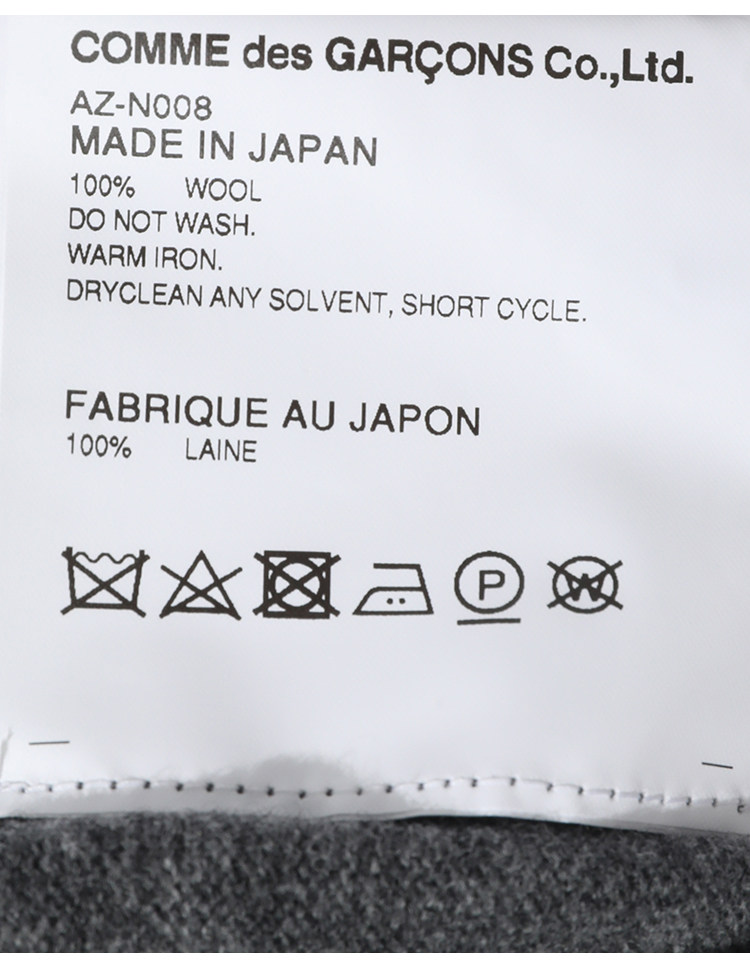 COMME des GARÇONS Co.,Ltd.
AZ-N008
MADE IN JAPAN
100% WOOL
DO NOT WASH.
WARM IRON.
DRYCLEAN ANY SOLVENT, SHORT CYCLE.
FABRIQUE AU JAPON
100% LAINE
P W